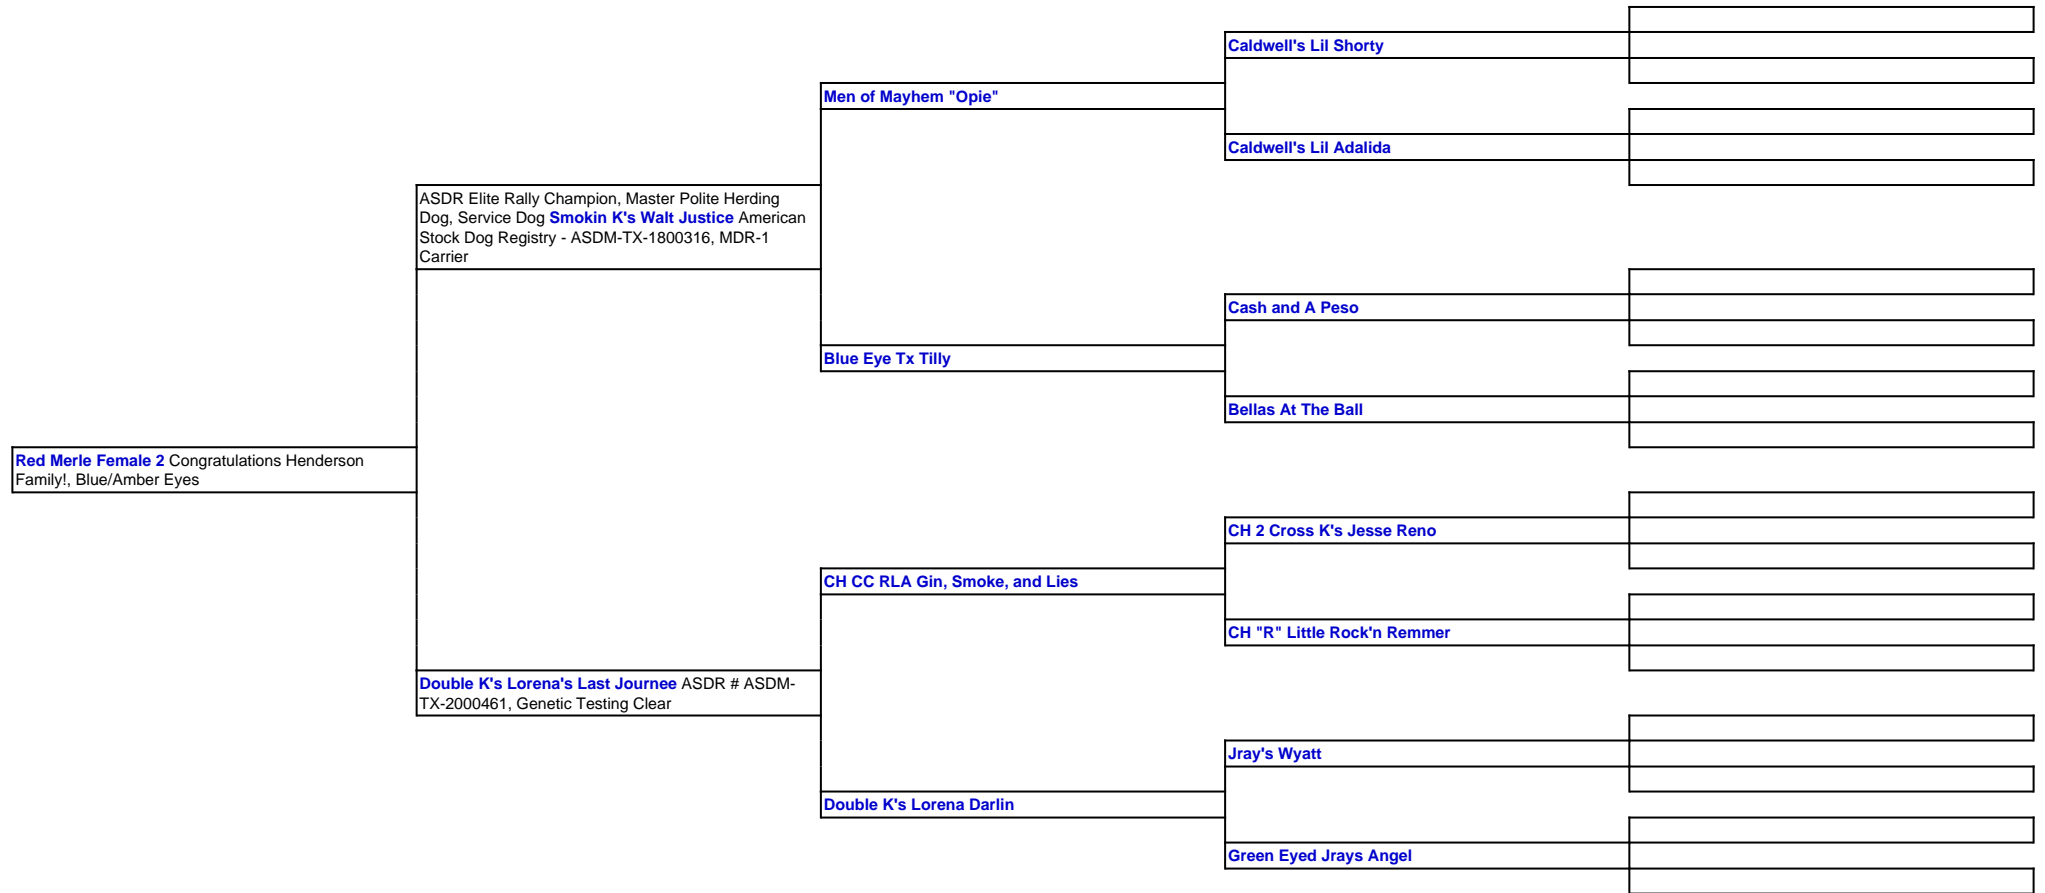 Caldwell's Lil Shorty
Men of Mayhem "Opie"
Caldwell's Lil Adalida
ASDR Elite Rally Champion, Master Polite Herding
Dog, Service Dog Smokin K's Walt Justice American
Stock Dog Registry - ASDM-TX-1800316, MDR-1
Carrier
Cash and A Peso
Blue Eye Tx Tilly
Bellas At The Ball
Red Merle Female 2 Congratulations Henderson
Family!, Blue/Amber Eyes
CH 2 Cross K's Jesse Reno
CH CC RLA Gin, Smoke, and Lies
CH "R" Little Rock'n Remmer
Double K's Lorena's Last Journee ASDR # ASDM-
TX-2000461, Genetic Testing Clear
Jray's Wyatt
Double K's Lorena Darlin
Green Eyed Jrays Angel